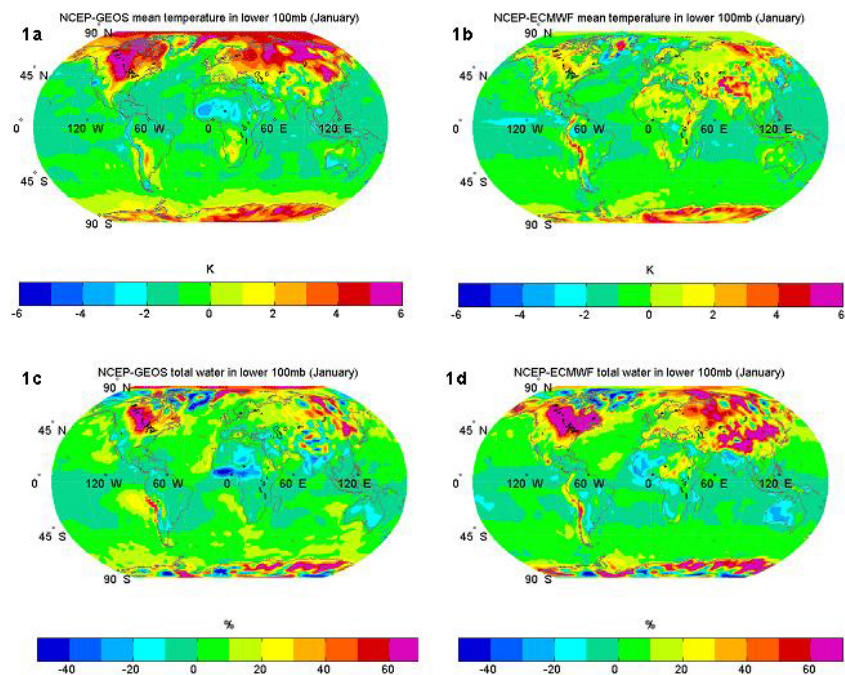 NCEP-GEOS mean temperature in lower 100mb (January)
1a
90° N
45° N
0°
120° W
60° W
0°
60° E
120° E
45° S
90° S
K
-6 -4 -2 0 2 4 6
NCEP-ECMWF mean temperature in lower 100mb (January)
1b
90° N
45° N
0°
120° W
60° W
0°
60° E
120° E
45° S
90° S
K
-6 -4 -2 0 2 4 6
NCEP-GEOS total water in lower 100mb (January)
1c
90° N
45° N
0°
120° W
60° W
0°
60° E
120° E
45° S
90° S
%
-40 -20 0 20 40 60
NCEP-ECMWF total water in lower 100mb (January)
1d
90° N
45° N
0°
120° W
60° W
0°
60° E
120° E
45° S
90° S
%
-40 -20 0 20 40 60